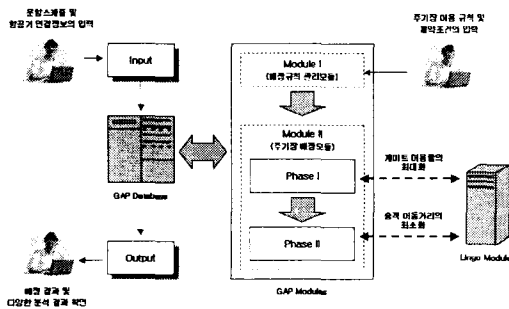 운항스케줄 및
항공기 연결정보의 입력
Input
GAP Database
Output
배정 결과 및
다양한 분석 결과 확인
Module I
(배정규칙 관리모듈)
Module II
(주기장 배정모듈)
Phase I
Phase II
GAP Modules
주기장 이용 규칙 및
제약조건의 입력
게이트 이용률의
최대화
승객 이동거리의
최소화
Lingo Module